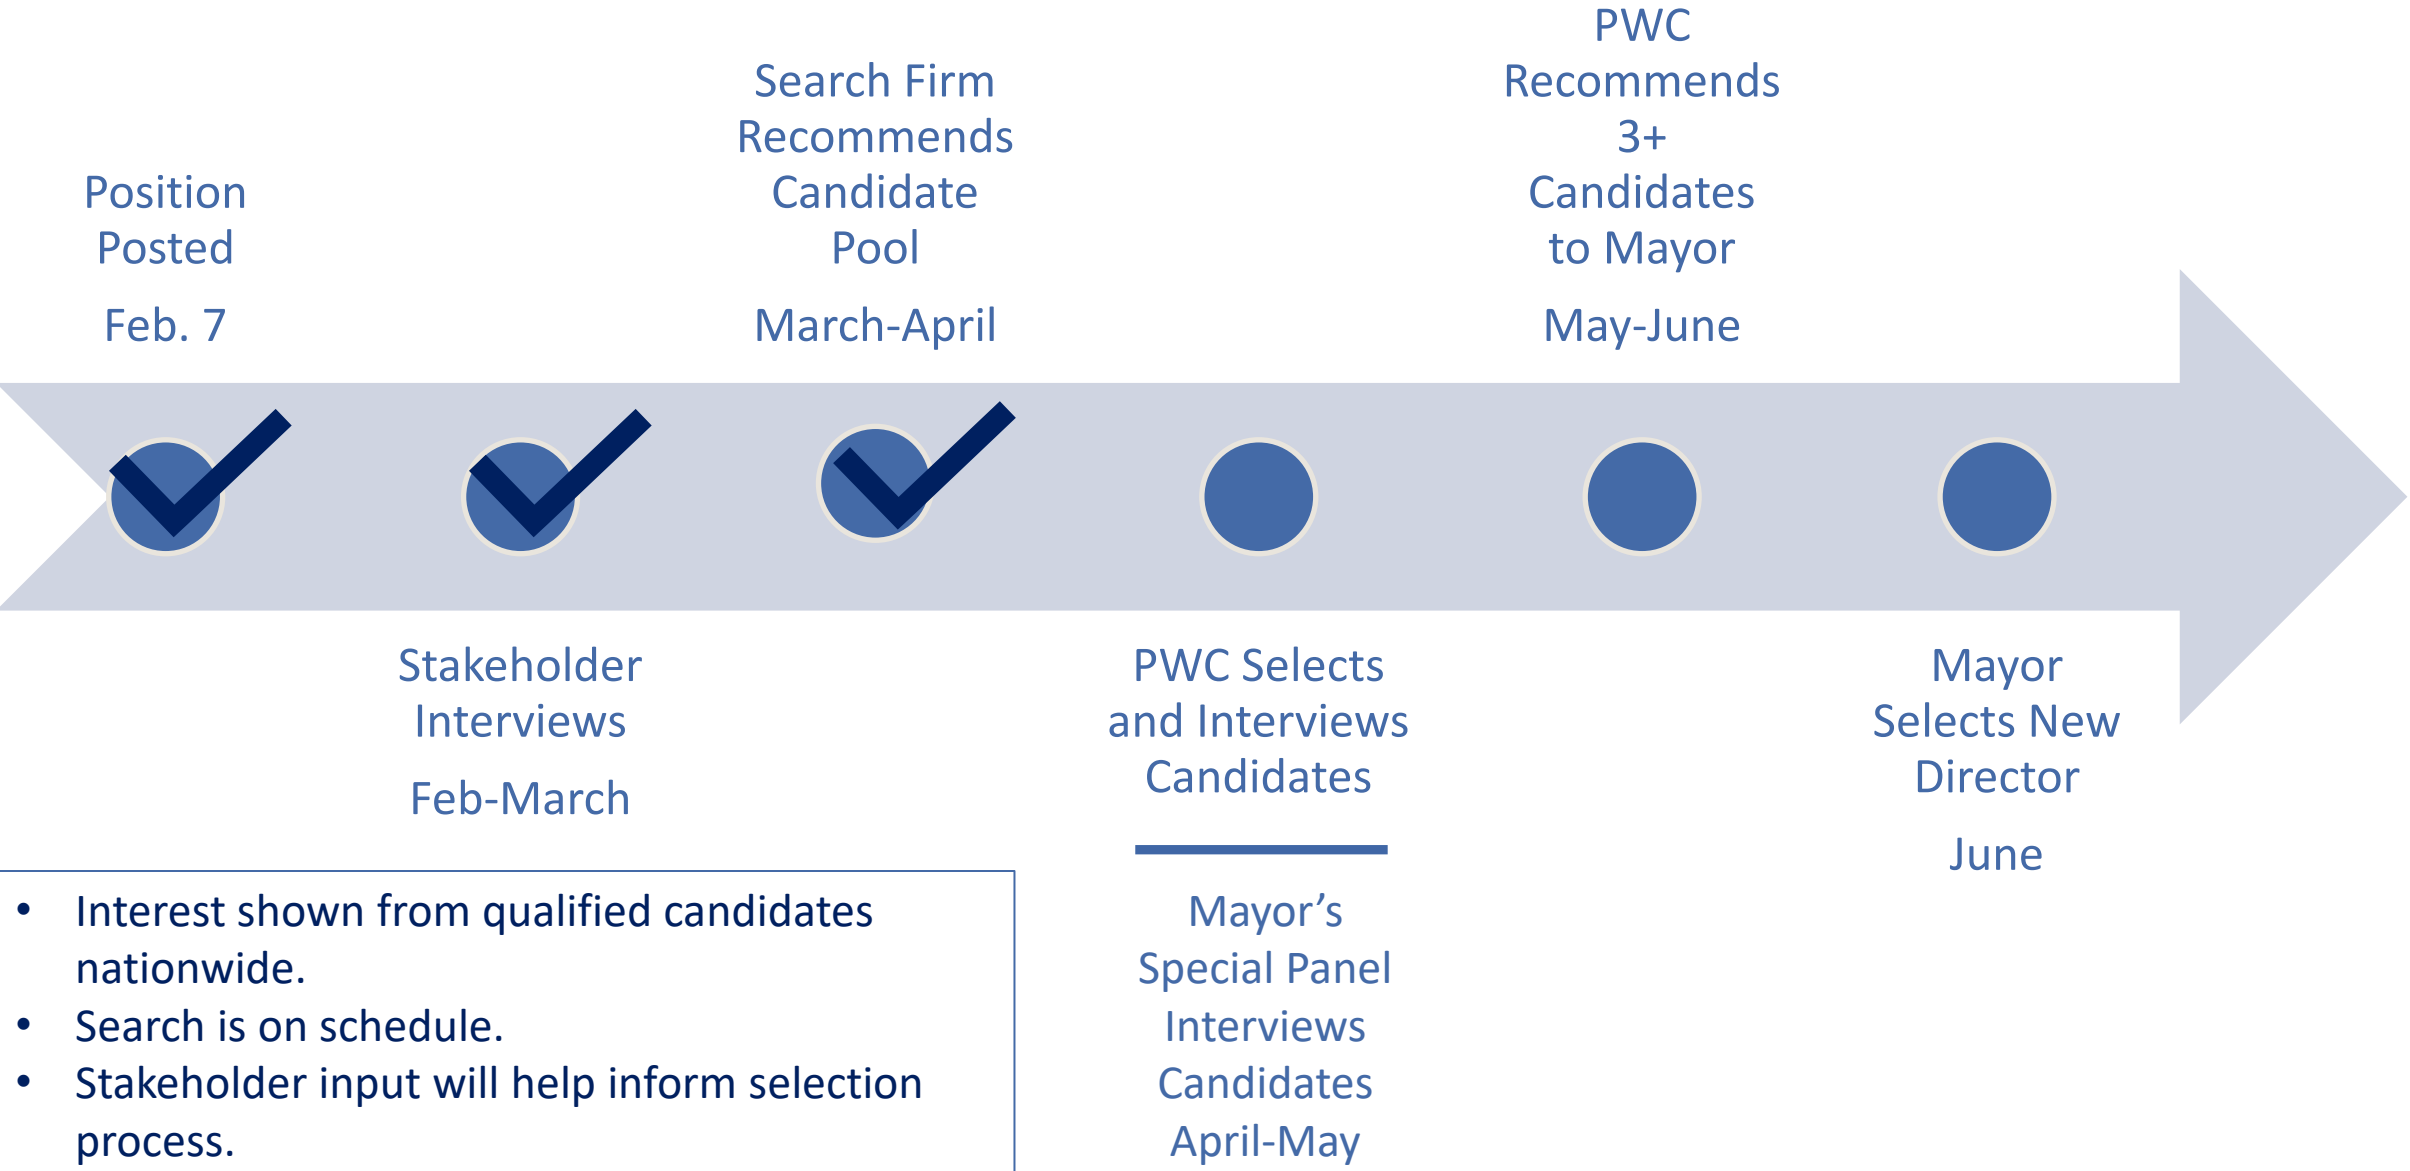 Position
Posted
Feb. 7
Stakeholder
Interviews
Feb-March
Search Firm
Recommends
Candidate
Pool
March-April
PWC Selects
and Interviews
Candidates
Mayor’s
Special Panel
Interviews
Candidates
April-May
PWC
Recommends
3+
Candidates
to Mayor
May-June
Mayor
Selects New
Director
June
• Interest shown from qualified candidates
nationwide.
• Search is on schedule.
• Stakeholder input will help inform selection
process.